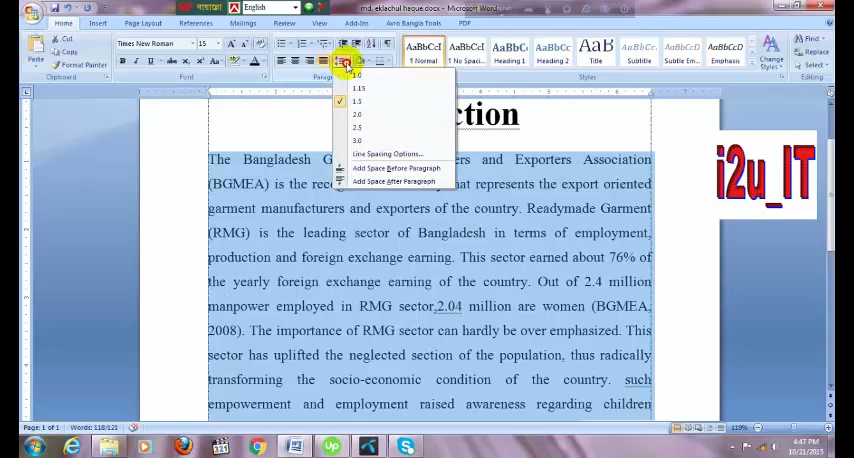 English
md. eklachul haque.docx - Microsoft Word
Home Insert Page Layout References Mailings Review View Add-Ins Avro Bangla Tools PDF
Paste
Cut
Copy
Format Painter
Clipboard
Times New Roman 15
Font
Paragr
AaBbCcI AaBbCcI AaBbC AaBbCc AaB AaBbCcL AaBbCcL AaBbCcL
¶ Normal ¶ No Spaci... Heading 1 Heading 2 Title Subtitle Subtle Em... Emphasis
Styles
Change
Styles
Find
Replace
Select
Editing
1.0
1.15
1.5
2.0
2.5
3.0
Line Spacing Options...
Add Space Before Paragraph
Add Space After Paragraph
ction
The Bangladesh G ers and Exporters Association
(BGMEA) is the rec y that represents the export oriented
garment manufacturers and exporters of the country. Readymade Garment
(RMG) is the leading sector of Bangladesh in terms of employment,
production and foreign exchange earning. This sector earned about 76% of
the yearly foreign exchange earning of the country. Out of 2.4 million
manpower employed in RMG sector,2.04 million are women (BGMEA,
2008). The importance of RMG sector can hardly be over emphasized. This
sector has uplifted the neglected section of the population, thus radically
transforming the socio-economic condition of the country. such
empowerment and employment raised awareness regarding children
i2u_IT
Page: 1 of 1 Words: 118/121 119%
4:47 PM
10/21/2015